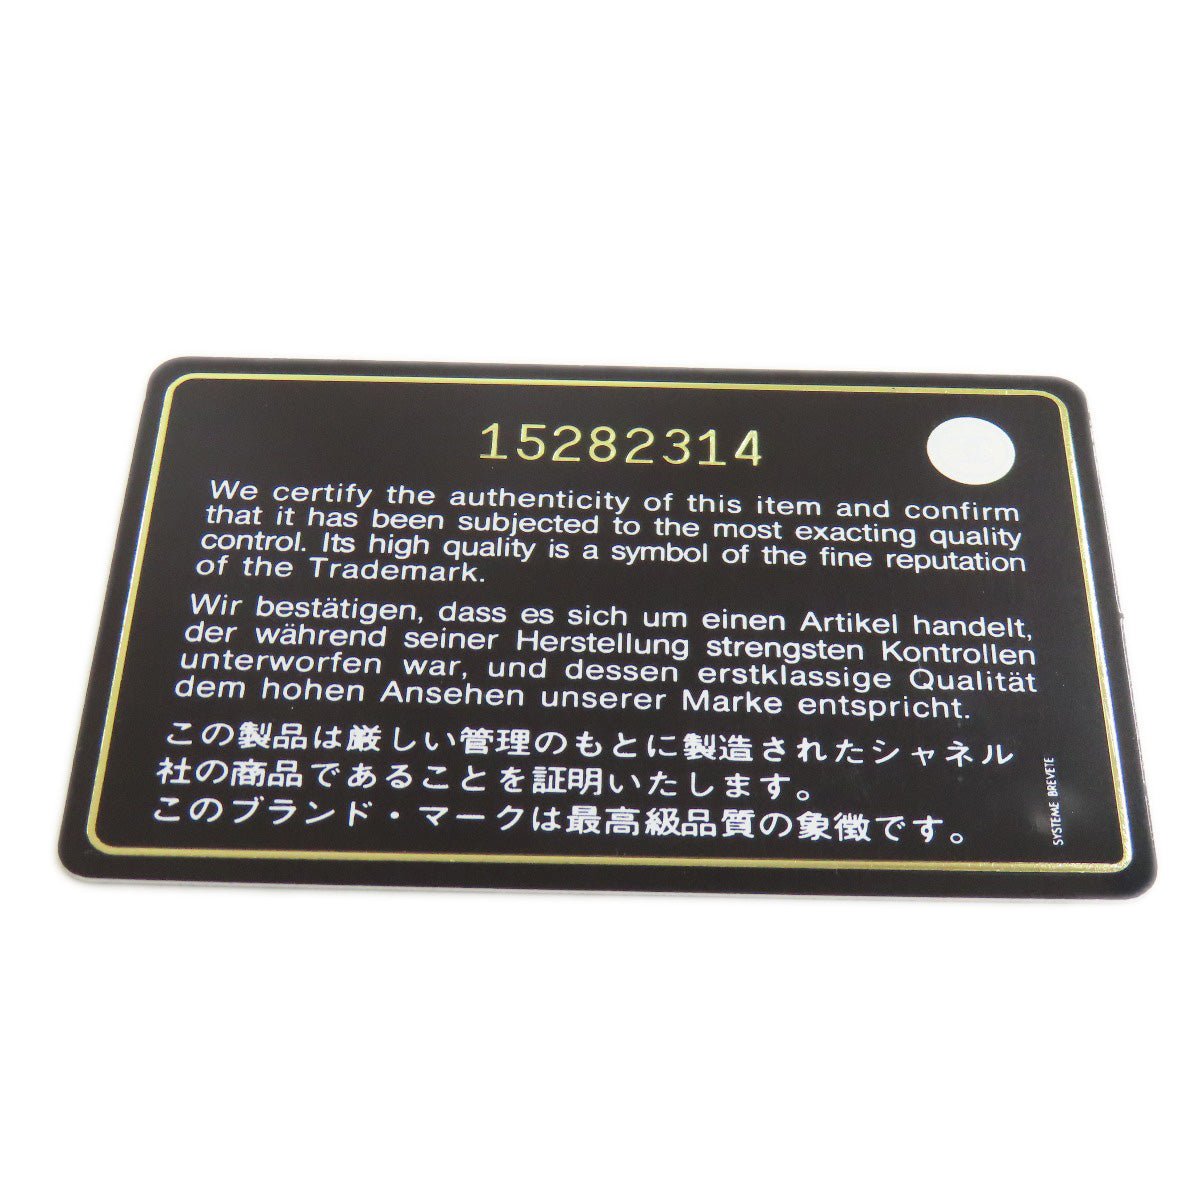 15282314
We certify the authenticity of this item and confirm
that it has been subjected to the most exacting quality
control. Its high quality is a symbol of the fine reputation
of the Trademark.
Wir bestätigen, dass es sich um einen Artikel handelt,
der während seiner Herstellung strengsten Kontrollen
unterworfen war, und dessen erstklassige Qualität
dem hohen Ansehen unserer Marke entspricht.
この製品は厳しい管理のもとに製造されたシャネル
社の商品であることを証明いたします。
このブランド・マークは最高級品質の象徴です。
SYSTEME BREVETE